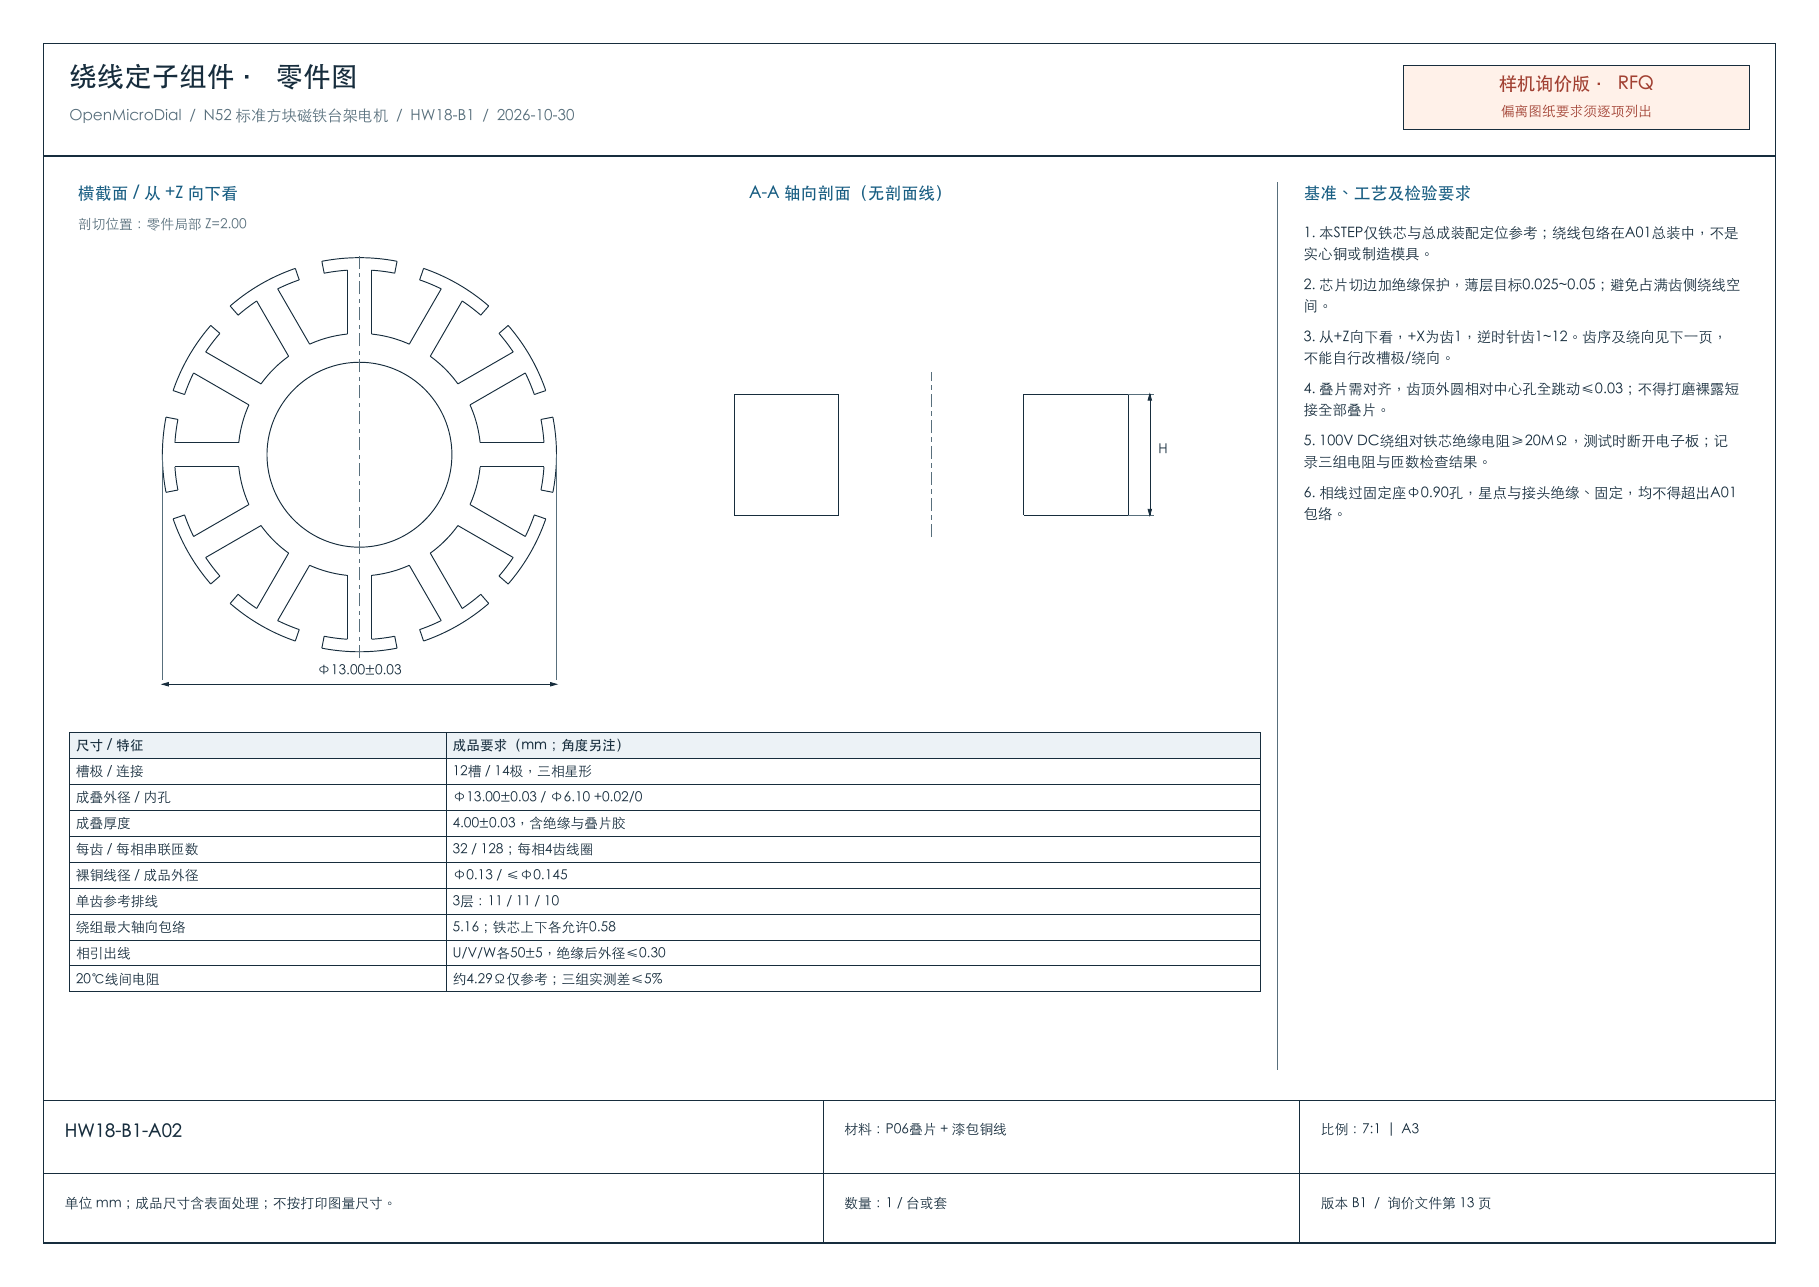 绕线定子组件 · 零件图
OpenMicroDial / N52 标准方块磁铁台架电机 / HW18-B1 / 2026-10-30
样机询价版 · RFQ
偏离图纸要求须逐项列出
横截面 / 从 +Z 向下看
剖切位置：零件局部 Z=2.00
Φ13.00±0.03
A-A 轴向剖面（无剖面线）
H
基准、工艺及检验要求
1. 本STEP仅铁芯与总成装配定位参考；绕线包络在A01总装中，不是
实心铜或制造模具。
2. 芯片切边加绝缘保护，薄层目标0.025~0.05；避免占满齿侧绕线空
间。
3. 从+Z向下看，+X为齿1，逆时针齿1~12。齿序及绕向见下一页，
不能自行改槽极/绕向。
4. 叠片需对齐，齿顶外圆相对中心孔全跳动≤0.03；不得打磨裸露短
接全部叠片。
5. 100V DC绕组对铁芯绝缘电阻≥20MΩ，测试时断开电子板；记
录三组电阻与匝数检查结果。
6. 相线过固定座Φ0.90孔，星点与接头绝缘、固定，均不得超出A01
包络。
尺寸 / 特征 成品要求（mm；角度另注）
槽极 / 连接 12槽 / 14极，三相星形
成叠外径 / 内孔 Φ13.00±0.03 / Φ6.10 +0.02/0
成叠厚度 4.00±0.03，含绝缘与叠片胶
每齿 / 每相串联匝数 32 / 128；每相4齿线圈
裸铜线径 / 成品外径 Φ0.13 / ≤Φ0.145
单齿参考排线 3层：11 / 11 / 10
绕组最大轴向包络 5.16；铁芯上下各允许0.58
相引出线 U/V/W各50±5，绝缘后外径≤0.30
20℃线间电阻 约4.29Ω仅参考；三组实测差≤5%
HW18-B1-A02
材料：P06叠片 + 漆包铜线
比例：7:1 | A3
单位 mm；成品尺寸含表面处理；不按打印图量尺寸。
数量：1 / 台或套
版本 B1 / 询价文件第 13 页